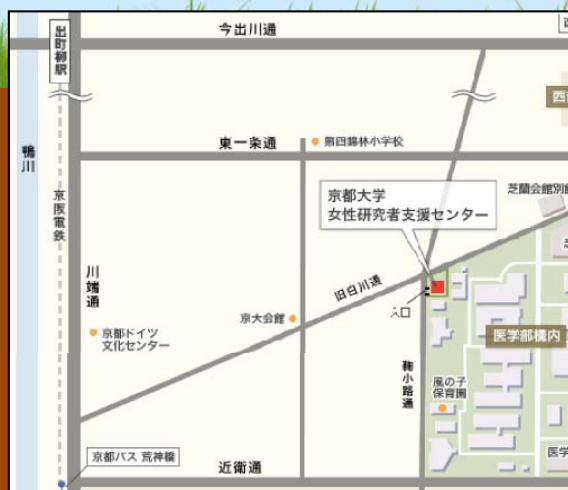 今出川通
出町柳駅
東一条通
第四錦林小学校
鴨川
京阪電鉄
京都大学
女性研究者支援センター
芝蘭会館別館
川端通
旧白川通
入口
京大会館
京都ドイツ
文化センター
医学部構内
鞠小路通
風の子
保育園
京都バス 荒神橋
近衛通
医学